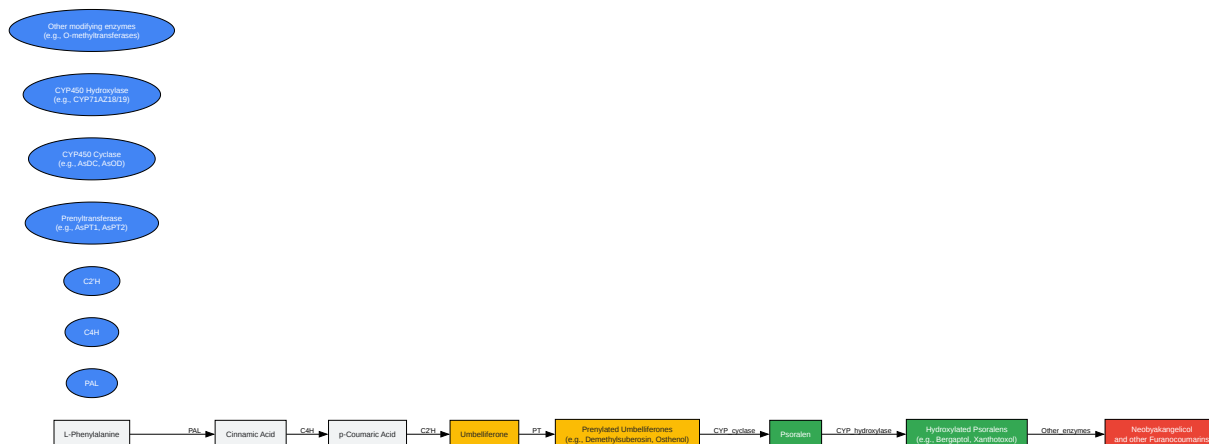 Other modifying enzymes
(e.g., O-methyltransferases)
CYP450 Hydroxylase
(e.g., CYP71AZ18/19)
CYP450 Cyclase
(e.g., AsDC, AsOD)
Prenyltransferase
(e.g., AsPT1, AsPT2)
C2'H
C4H
PAL
L-Phenylalanine
PAL
Cinnamic Acid
C4H
p-Coumaric Acid
C2'H
Umbelliferone
PT
Prenylated Umbelliferones
(e.g., Demethylsuberosin, Osthenol)
CYP_cyclase
Psoralen
CYP_hydroxylase
Hydroxylated Psoralens
(e.g., Bergaptol, Xanthotoxol)
Other_enzymes
Neobyakangelicol
and other Furanocoumarins